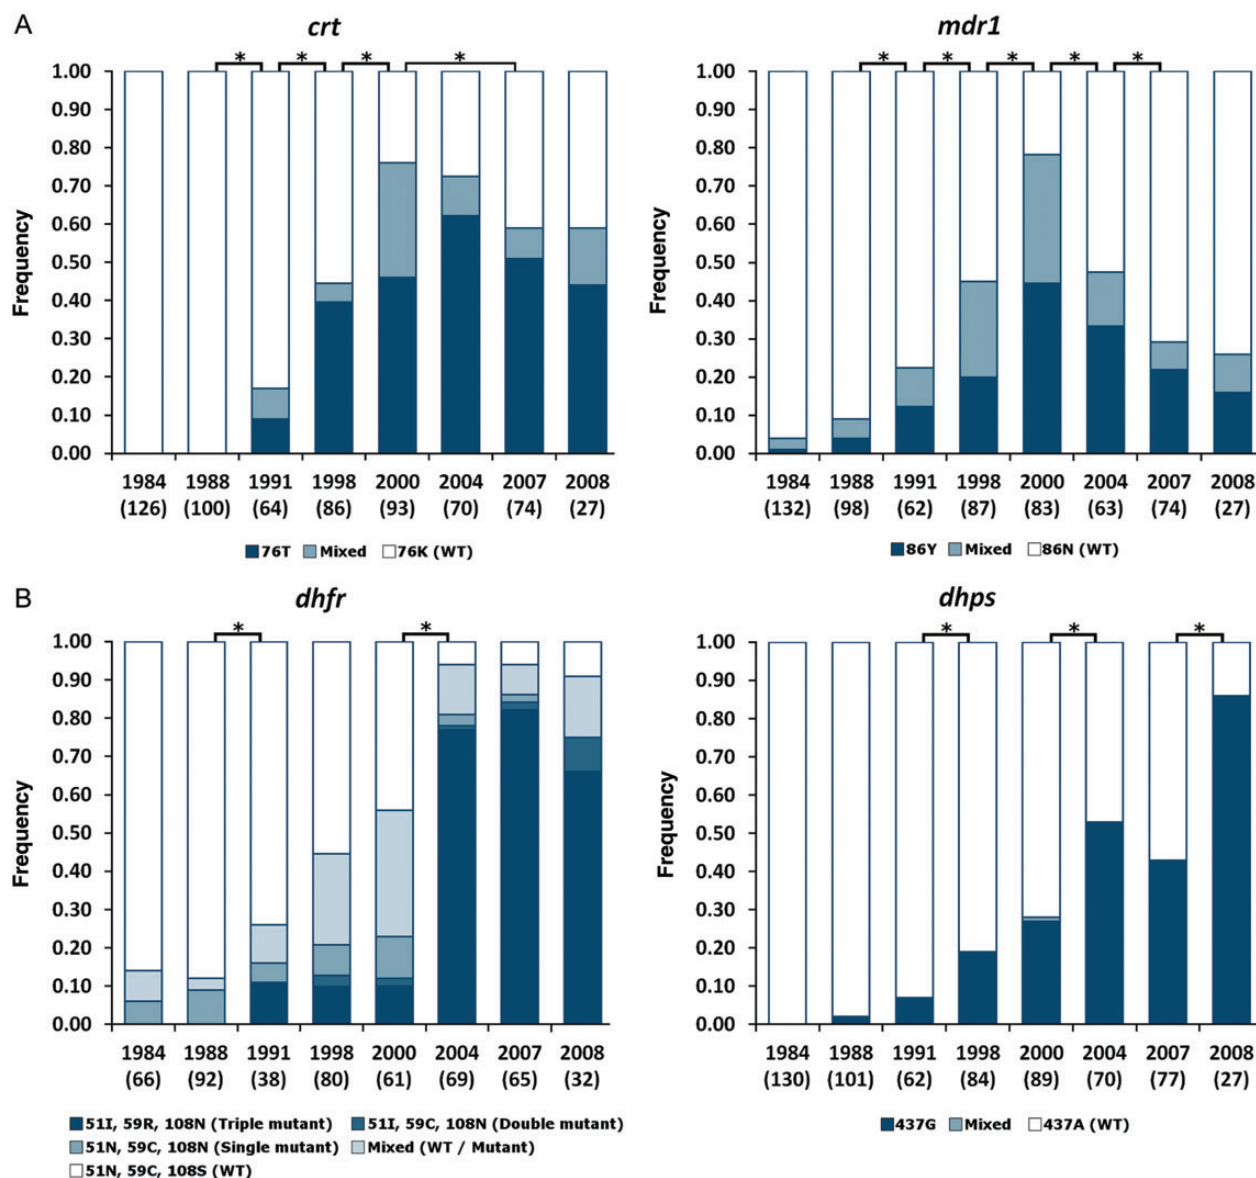 A
crt
* * * *
Frequency
1.00
0.90
0.80
0.70
0.60
0.50
0.40
0.30
0.20
0.10
0.00
1984 1988 1991 1998 2000 2004 2007 2008
(126) (100) (64) (86) (93) (70) (74) (27)
76T Mixed 76K (WT)
mdr1
* * * * *
Frequency
1.00
0.90
0.80
0.70
0.60
0.50
0.40
0.30
0.20
0.10
0.00
1984 1988 1991 1998 2000 2004 2007 2008
(132) (98) (62) (87) (83) (63) (74) (27)
86Y Mixed 86N (WT)
B
dhfr
* *
Frequency
1.00
0.90
0.80
0.70
0.60
0.50
0.40
0.30
0.20
0.10
0.00
1984 1988 1991 1998 2000 2004 2007 2008
(66) (92) (38) (80) (61) (69) (65) (32)
51I, 59R, 108N (Triple mutant) 51I, 59C, 108N (Double mutant)
51N, 59C, 108N (Single mutant) Mixed (WT / Mutant)
51N, 59C, 108S (WT)
dhps
* * *
Frequency
1.00
0.90
0.80
0.70
0.60
0.50
0.40
0.30
0.20
0.10
0.00
1984 1988 1991 1998 2000 2004 2007 2008
(130) (101) (62) (84) (89) (70) (77) (27)
437G Mixed 437A (WT)